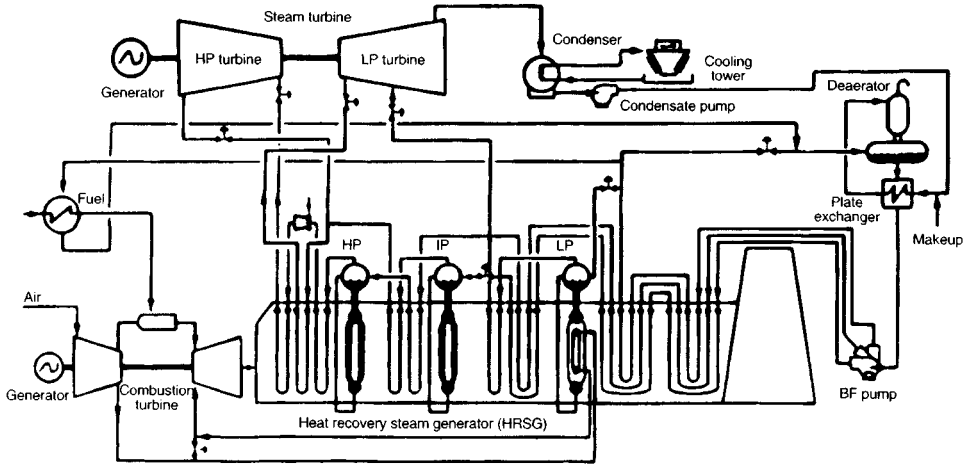 Steam turbine
HP turbine
LP turbine
Generator
Condenser
Cooling
tower
Condensate pump
Deaerator
Plate
exchanger
Makeup
Fuel
HP
IP
LP
Air
Generator
Combustion
turbine
BF pump
Heat recovery steam generator (HRSG)